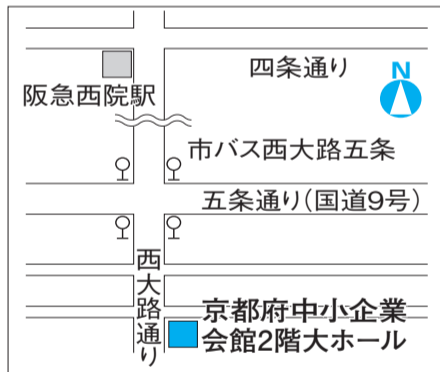 四条通り
N
阪急西院駅
市バス西大路五条
五条通り(国道9号)
西大路通り
京都府中小企業
会館2階大ホール